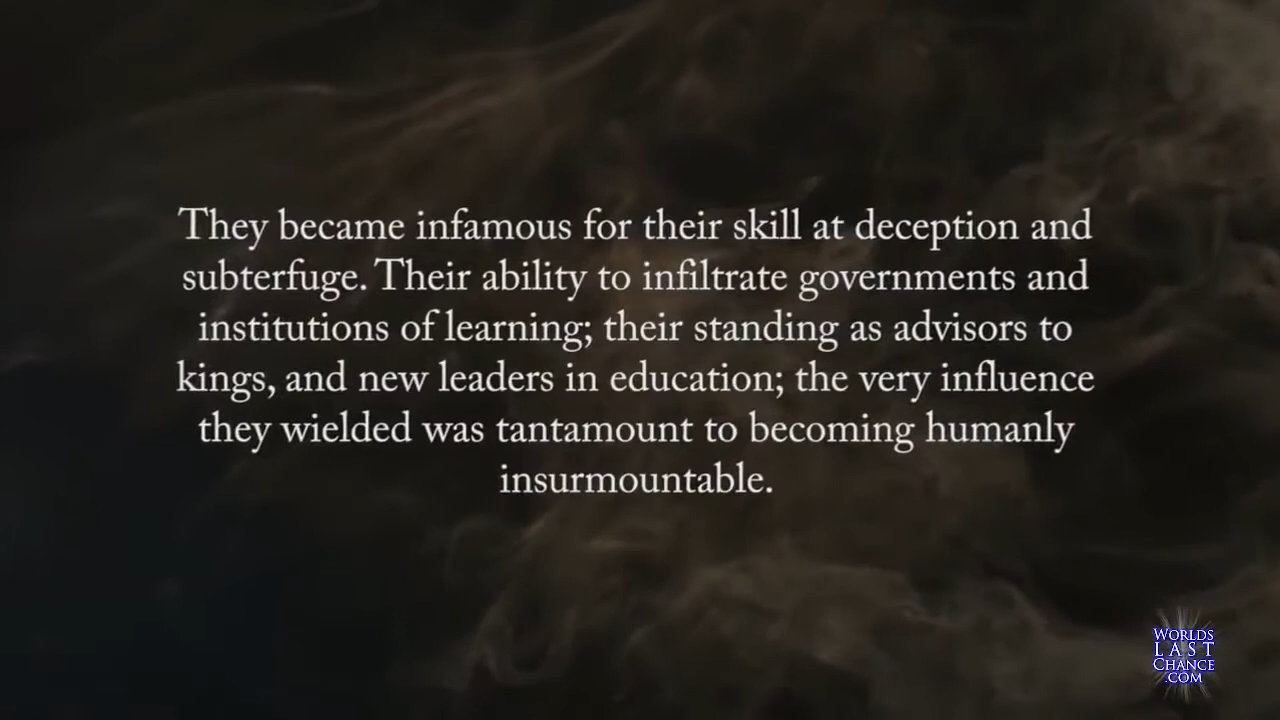 They became infamous for their skill at deception and
subterfuge. Their ability to infiltrate governments and
institutions of learning; their standing as advisors to
kings, and new leaders in education; the very influence
they wielded was tantamount to becoming humanly
insurmountable.
WORLDS
LAST
CHANCE
.COM